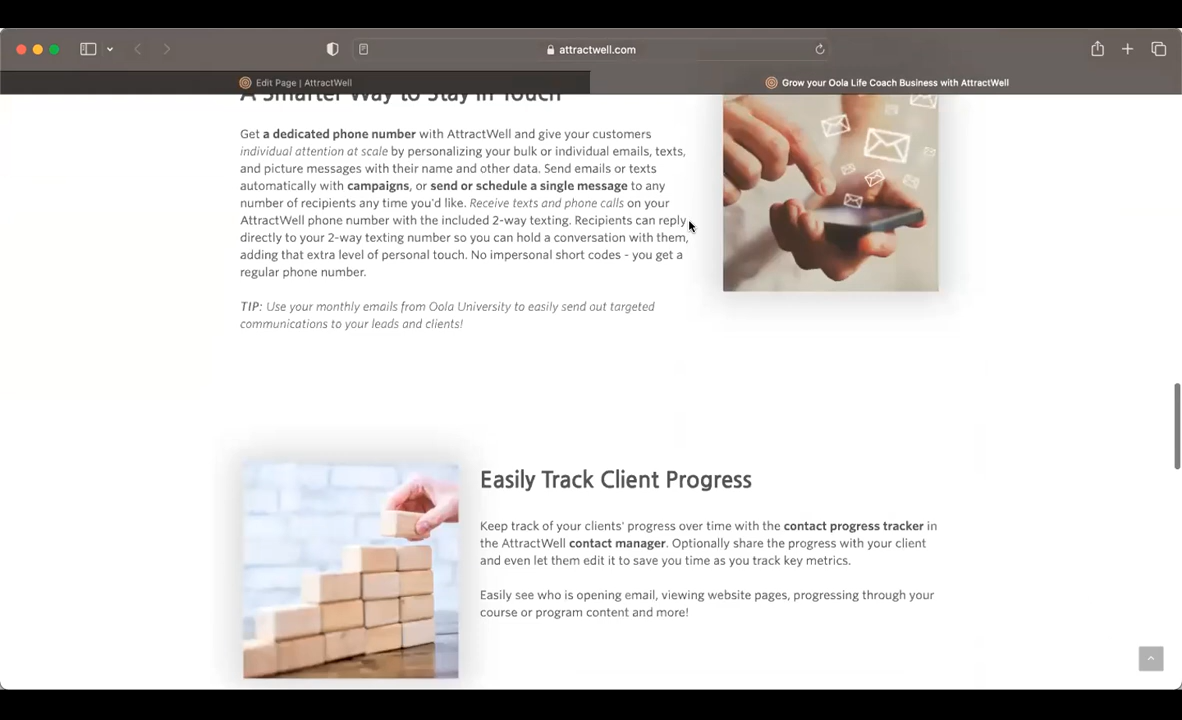 attractwell.com
Edit Page | AttractWell
Grow your Oola Life Coach Business with AttractWell
A Smarter Way to Stay in Touch
Get a dedicated phone number with AttractWell and give your customers
individual attention at scale by personalizing your bulk or individual emails, texts,
and picture messages with their name and other data. Send emails or texts
automatically with campaigns, or send or schedule a single message to any
number of recipients any time you'd like. Receive texts and phone calls on your
AttractWell phone number with the included 2-way texting. Recipients can reply
directly to your 2-way texting number so you can hold a conversation with them,
adding that extra level of personal touch. No impersonal short codes - you get a
regular phone number.
TIP: Use your monthly emails from Oola University to easily send out targeted
communications to your leads and clients!
Easily Track Client Progress
Keep track of your clients' progress over time with the contact progress tracker in
the AttractWell contact manager. Optionally share the progress with your client
and even let them edit it to save you time as you track key metrics.
Easily see who is opening email, viewing website pages, progressing through your
course or program content and more!